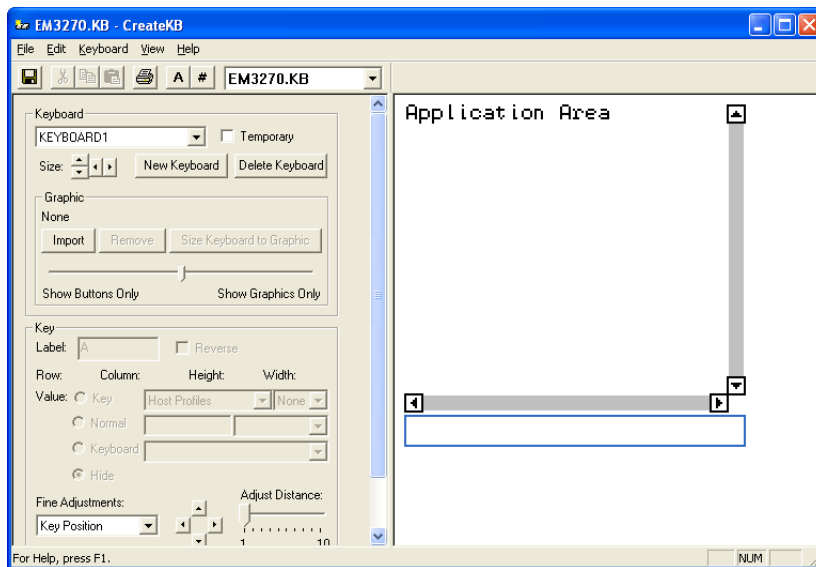 EM3270.KB - CreateKB
File Edit Keyboard View Help
A # EM3270.KB
Keyboard
KEYBOARD1 Temporary
Size: New Keyboard Delete Keyboard
Graphic
None
Import Remove Size Keyboard to Graphic
Show Buttons Only Show Graphics Only
Key
Label: A Reverse
Row: Column: Height: Width:
Value: Key Host Profiles None
Normal
Keyboard
Hide
Fine Adjustments: Adjust Distance:
Key Position
1 10
Application Area
For Help, press F1. NUM